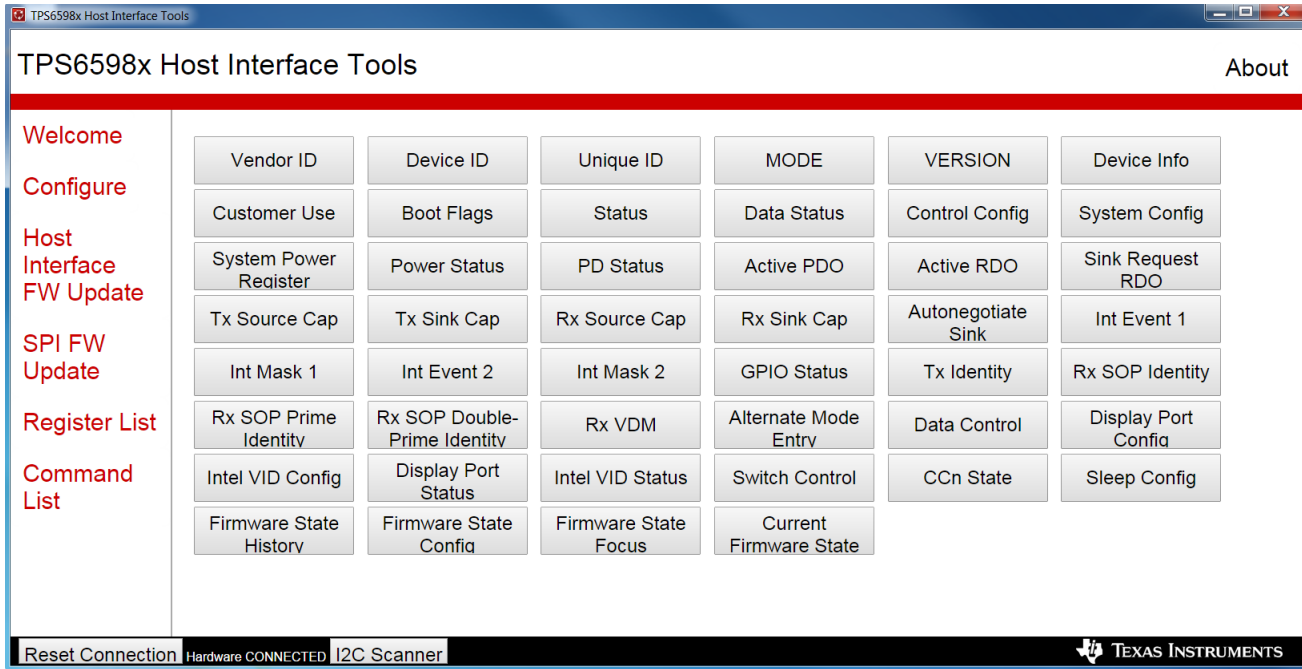 TPS6598x Host Interface Tools
TPS6598x Host Interface Tools
About
Welcome
Configure
Host
Interface
FW Update
SPI FW
Update
Register List
Command
List
Vendor ID
Device ID
Unique ID
MODE
VERSION
Device Info
Customer Use
Boot Flags
Status
Data Status
Control Config
System Config
System Power
Register
Power Status
PD Status
Active PDO
Active RDO
Sink Request
RDO
Tx Source Cap
Tx Sink Cap
Rx Source Cap
Rx Sink Cap
Autonegotiate
Sink
Int Event 1
Int Mask 1
Int Event 2
Int Mask 2
GPIO Status
Tx Identity
Rx SOP Identity
Rx SOP Prime
Identity
Rx SOP Double-
Prime Identity
Rx VDM
Alternate Mode
Entry
Data Control
Display Port
Config
Intel VID Config
Display Port
Status
Intel VID Status
Switch Control
CCn State
Sleep Config
Firmware State
History
Firmware State
Config
Firmware State
Focus
Current
Firmware State
Reset Connection
Hardware CONNECTED
I2C Scanner
TEXAS INSTRUMENTS